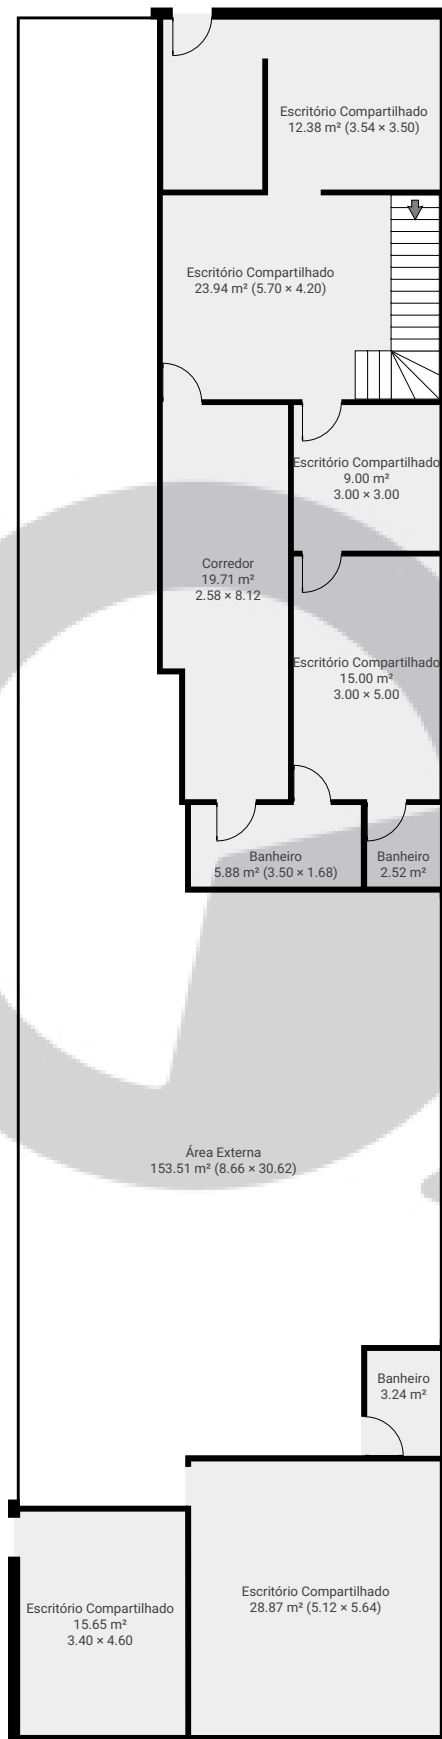 Escritório Compartilhado
12.38 m² (3.54 × 3.50)
Escritório Compartilhado
23.94 m² (5.70 × 4.20)
Escritório Compartilhado
9.00 m²
3.00 × 3.00
Corredor
19.71 m²
2.58 × 8.12
Escritório Compartilhado
15.00 m²
3.00 × 5.00
Banheiro
5.88 m² (3.50 × 1.68)
Banheiro
2.52 m²
Área Externa
153.51 m² (8.66 × 30.62)
Banheiro
3.24 m²
Escritório Compartilhado
28.87 m² (5.12 × 5.64)
Escritório Compartilhado
15.65 m²
3.40 × 4.60